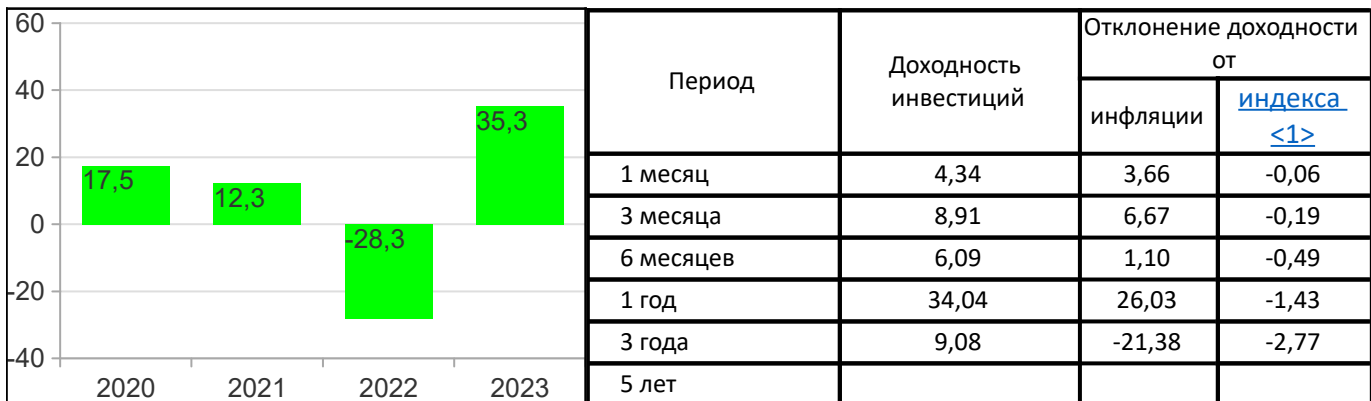 60
40
20
0
-20
-40
17,5
12,3
-28,3
35,3
2020 2021 2022 2023
Период
Доходность
инвестиций
Отклонение доходности
от
инфляции
индекса
<1>
1 месяц 4,34 3,66 -0,06
3 месяца 8,91 6,67 -0,19
6 месяцев 6,09 1,10 -0,49
1 год 34,04 26,03 -1,43
3 года 9,08 -21,38 -2,77
5 лет